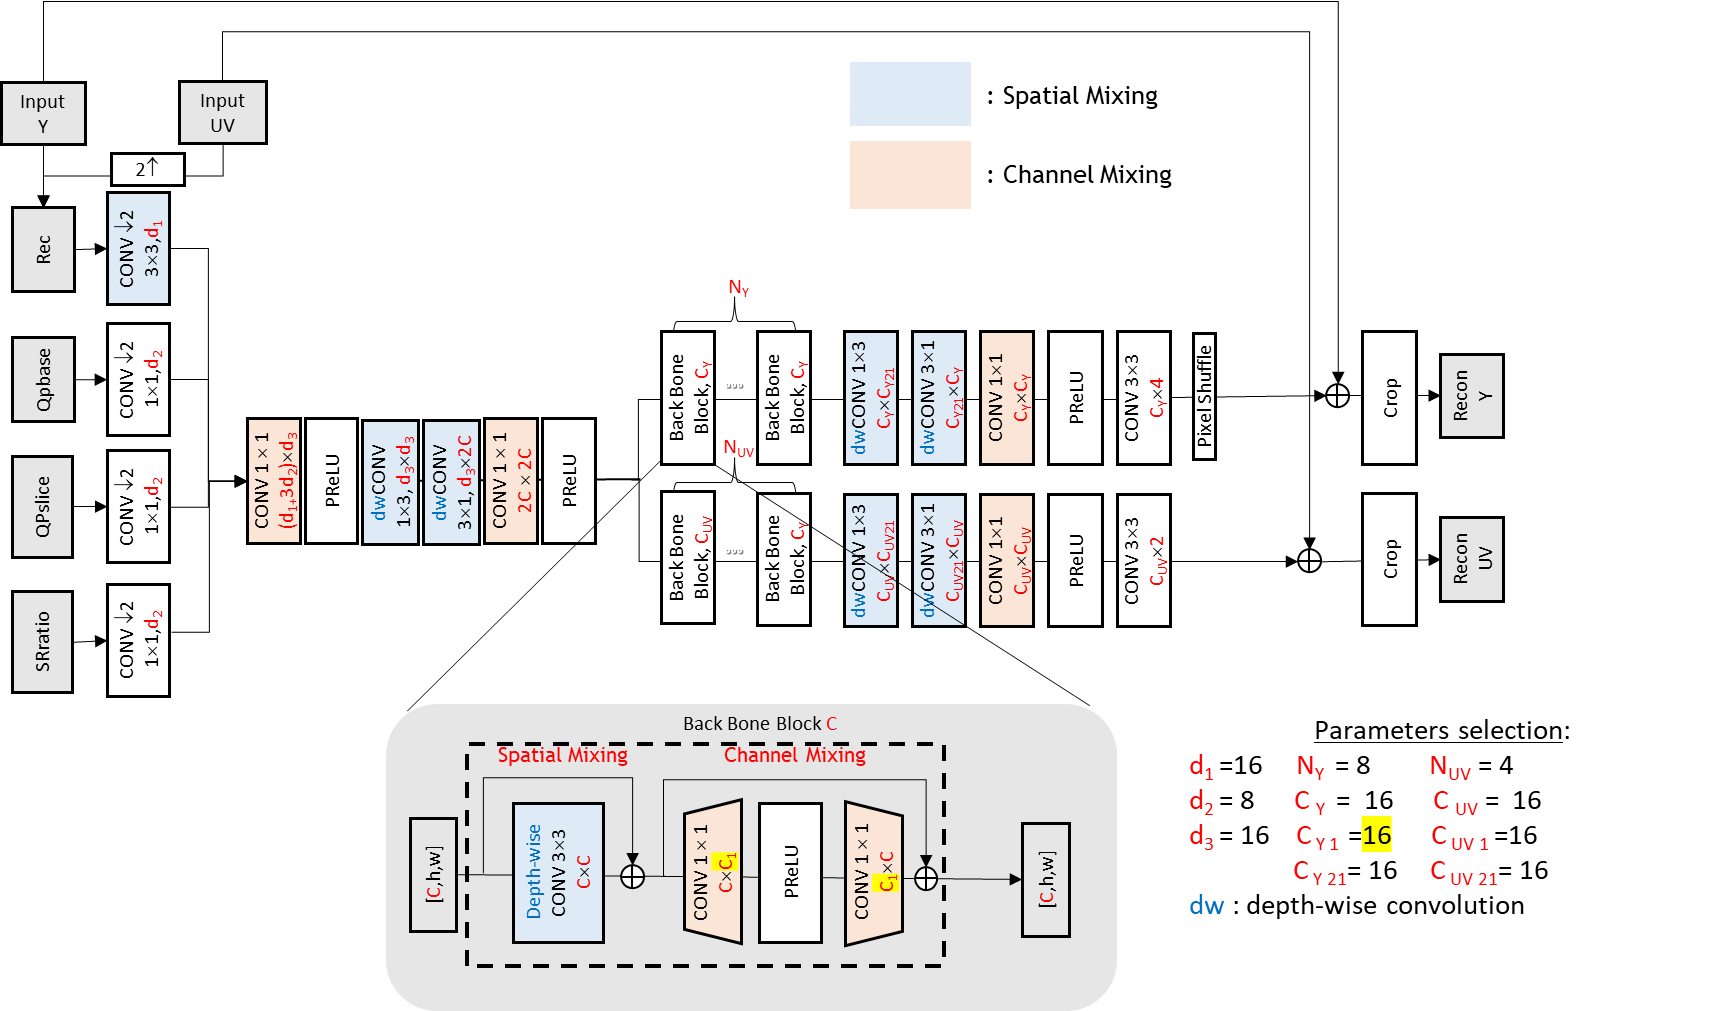 Input
Y
Input
UV
2↑
: Spatial Mixing
: Channel Mixing
Rec
CONV ↓2
3×3,d1
Qpbase
CONV ↓2
1×1,d2
QPslice
CONV ↓2
1×1,d2
SRratio
CONV ↓2
1×1,d2
CONV 1 × 1
(d1+3d2)×d3
PReLU
dwCONV
1×3, d3×d3
dwCONV
3×1, d3×2C
CONV 1 × 1
2C × 2C
PReLU
NY
Back Bone
Block, CY
...
Back Bone
Block, CY
dwCONV 1×3
CY×CY21
dwCONV 3×1
CY21×CY
CONV 1×1
CY×CY
PReLU
CONV 3×3
CY×4
Pixel Shuffle
Crop
Recon
Y
NUV
Back Bone
Block, CUV
...
Back Bone
Block, CY
dwCONV 1×3
CUV×CUV21
dwCONV 3×1
CUV21×CUV
CONV 1×1
CUV×CUV
PReLU
CONV 3×3
CUV×2
Crop
Recon
UV
Back Bone Block C
Spatial Mixing
Channel Mixing
[C,h,w]
Depth-wise
CONV 3×3
C×C
CONV 1 × 1
C×C1
PReLU
CONV 1 × 1
C1×C
[C,h,w]
Parameters selection:
d1 =16 NY = 8 NUV = 4
d2 = 8 C Y = 16 C UV = 16
d3 = 16 C Y 1 =16 C UV 1 =16
C Y 21 = 16 C UV 21= 16
dw : depth-wise convolution